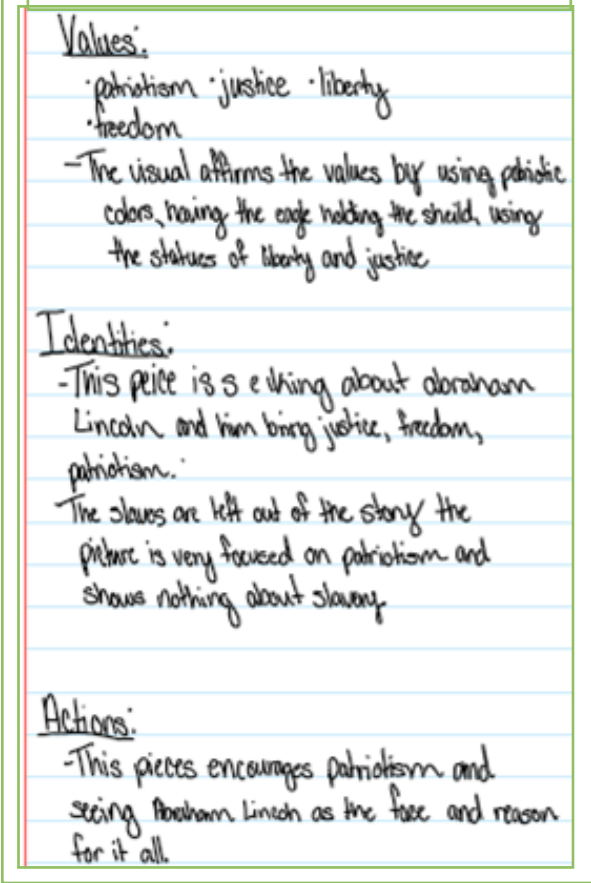 Values:
·patriotism ·justice ·liberty
·freedom
-The visual affirms the values by using patriotic
colors, having the eagle holding the sheild, using
the statues of liberty and justice
Identities:
-This peice is s e
about abraham
Lincoln and him bring justice, freedom,
patriotism.
-The slaves are left out of the story the
picture is very focused on patriotism and
shows nothing about slavery
Actions:
-This pieces encourages patriotism and
seeing Abraham Lincoln as the face and reason
for it all.